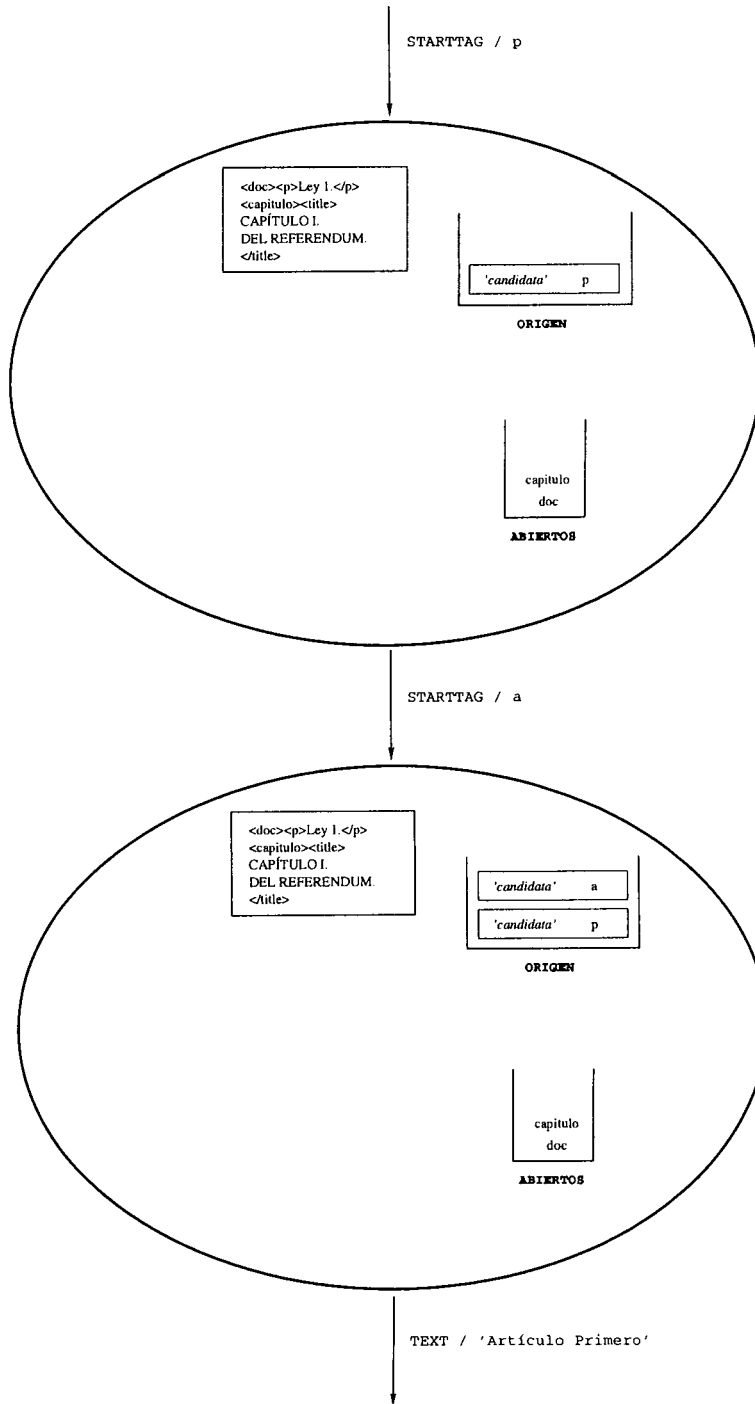 STARTTAG / p
<doc><p>Ley 1.</p>
<capitulo><title>
CAPÍTULO I.
DEL REFERENDUM.
</title>
'candidata' p
ORIGEN
capitulo
doc
ABIERTOS
STARTTAG / a
<doc><p>Ley 1.</p>
<capitulo><title>
CAPÍTULO I.
DEL REFERENDUM.
</title>
'candidata' a
'candidata' p
ORIGEN
capitulo
doc
ABIERTOS
TEXT / ‘Artículo Primero’